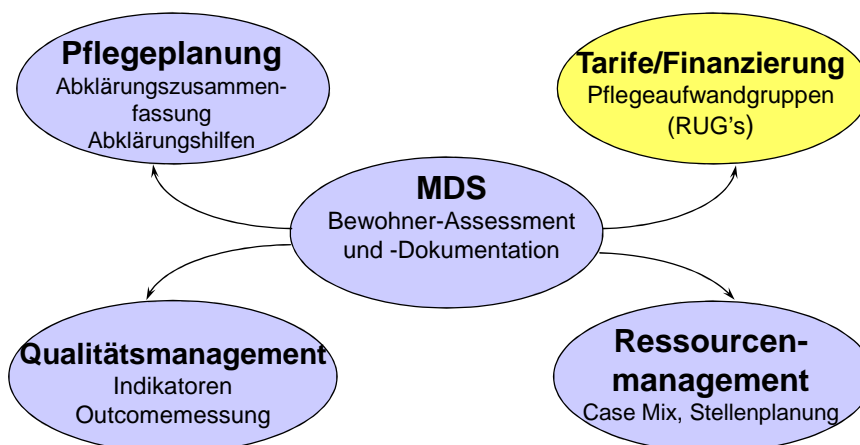 Pflegeplanung
Abklärungszusammen-
fassung
Abklärungshilfen
Tarife/Finanzierung
Pflegeaufwandgruppen
(RUG's)
MDS
Bewohner-Assessment
und -Dokumentation
Qualitätsmanagement
Indikatoren
Outcomemessung
Ressourcen-
management
Case Mix, Stellenplanung